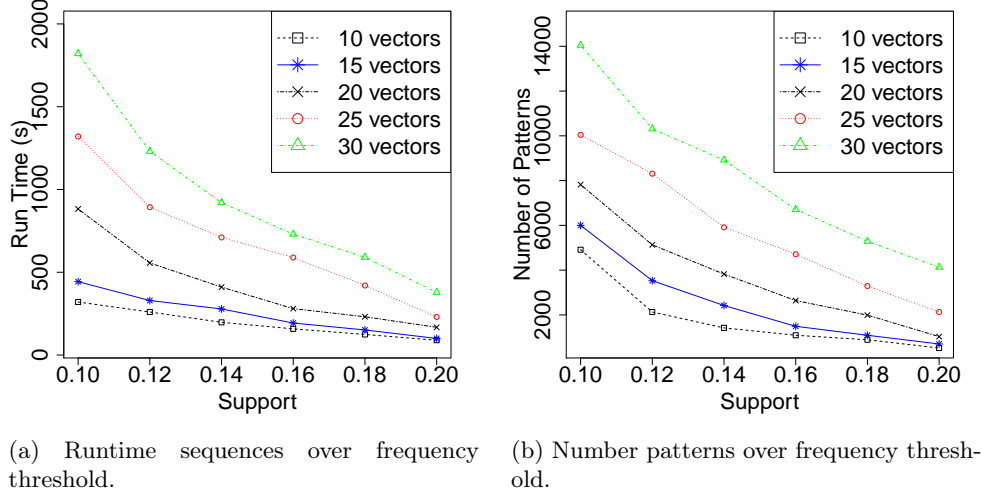 Run Time (s)
0 500 1000 1500 2000
0.10 0.12 0.14 0.16 0.18 0.20
Support
10 vectors
15 vectors
20 vectors
25 vectors
30 vectors
Number of Patterns
2000 6000 10000 14000
0.10 0.12 0.14 0.16 0.18 0.20
Support
10 vectors
15 vectors
20 vectors
25 vectors
30 vectors
(a) Runtime sequences over frequency
threshold.
(b) Number patterns over frequency thresh-
old.